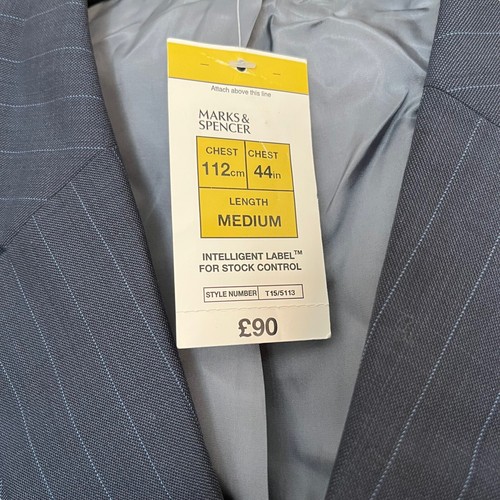 Attach above this line
MARKS &
SPENCER
CHEST CHEST
112cm 44in
LENGTH
MEDIUM
INTELLIGENT LABEL™
FOR STOCK CONTROL
STYLE NUMBER T15/5113
£90